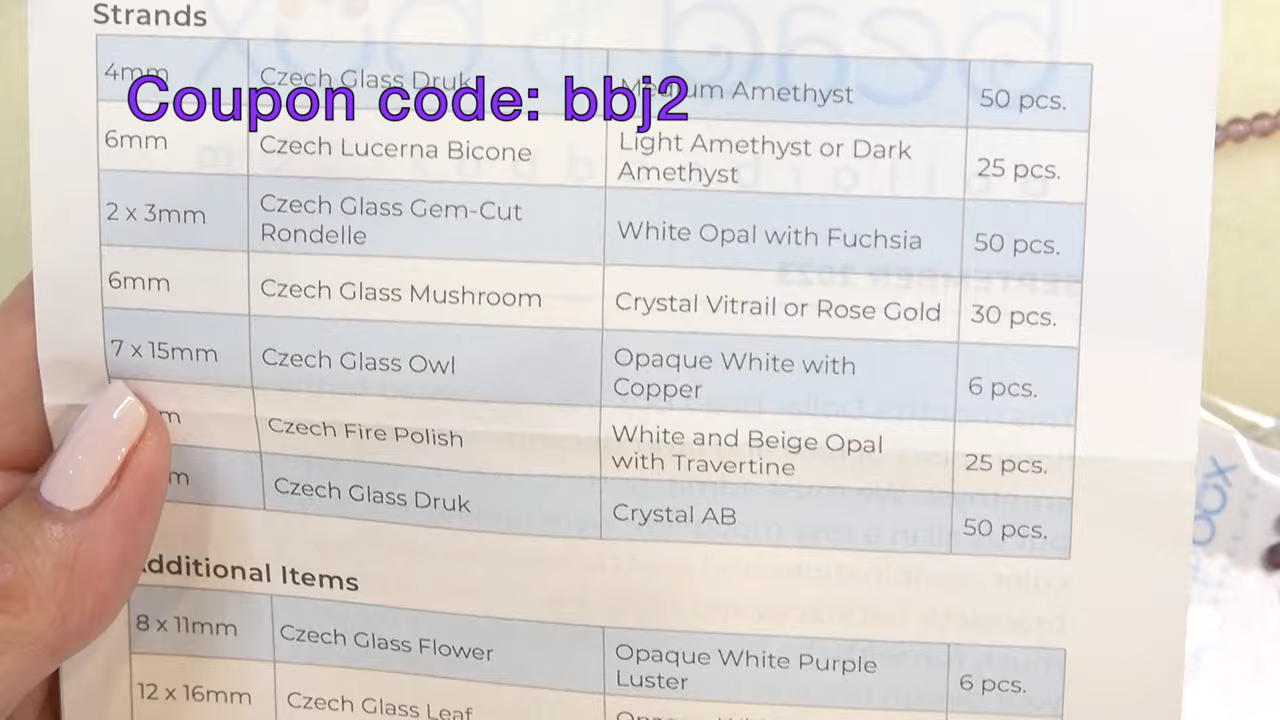 Strands
4mm Czech Glass Druk Medium Amethyst 50 pcs.
Coupon code: bbj2
6mm Czech Lucerna Bicone Light Amethyst or Dark Amethyst 25 pcs.
2 x 3mm Czech Glass Gem-Cut Rondelle White Opal with Fuchsia 50 pcs.
6mm Czech Glass Mushroom Crystal Vitrail or Rose Gold 30 pcs.
7 x 15mm Czech Glass Owl Opaque White with Copper 6 pcs.
m Czech Fire Polish White and Beige Opal with Travertine 25 pcs.
m Czech Glass Druk Crystal AB 50 pcs.
Additional Items
8 x 11mm Czech Glass Flower Opaque White Purple Luster 6 pcs.
12 x 16mm Czech Glass Leaf